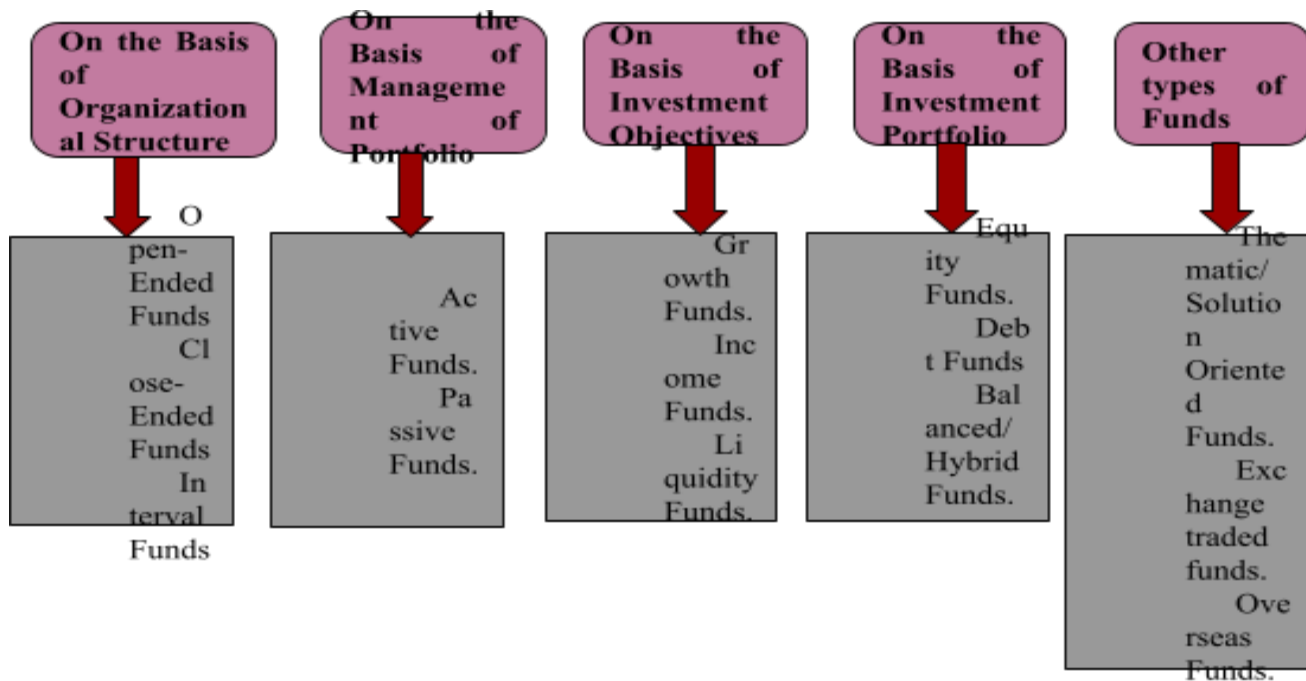 On the Basis
of
Organization
al Structure
On the
Basis of
Manageme
nt of
Portfolio
On the
Basis of
Investment
Objectives
On the
Basis of
Investment
Portfolio
Other
types of
Funds
O
pen-
Ended
Funds
Cl
ose-
Ended
Funds
In
terval
Funds
Ac
tive
Funds.
Pa
ssive
Funds.
Gr
owth
Funds.
Inc
ome
Funds.
Li
quidity
Funds.
Equ
ity
Funds.
Deb
t Funds
Bal
anced/
Hybrid
Funds.
The
matic/
Solutio
n
Oriente
d
Funds.
Exc
hange
traded
funds.
Ove
rseas
Funds.